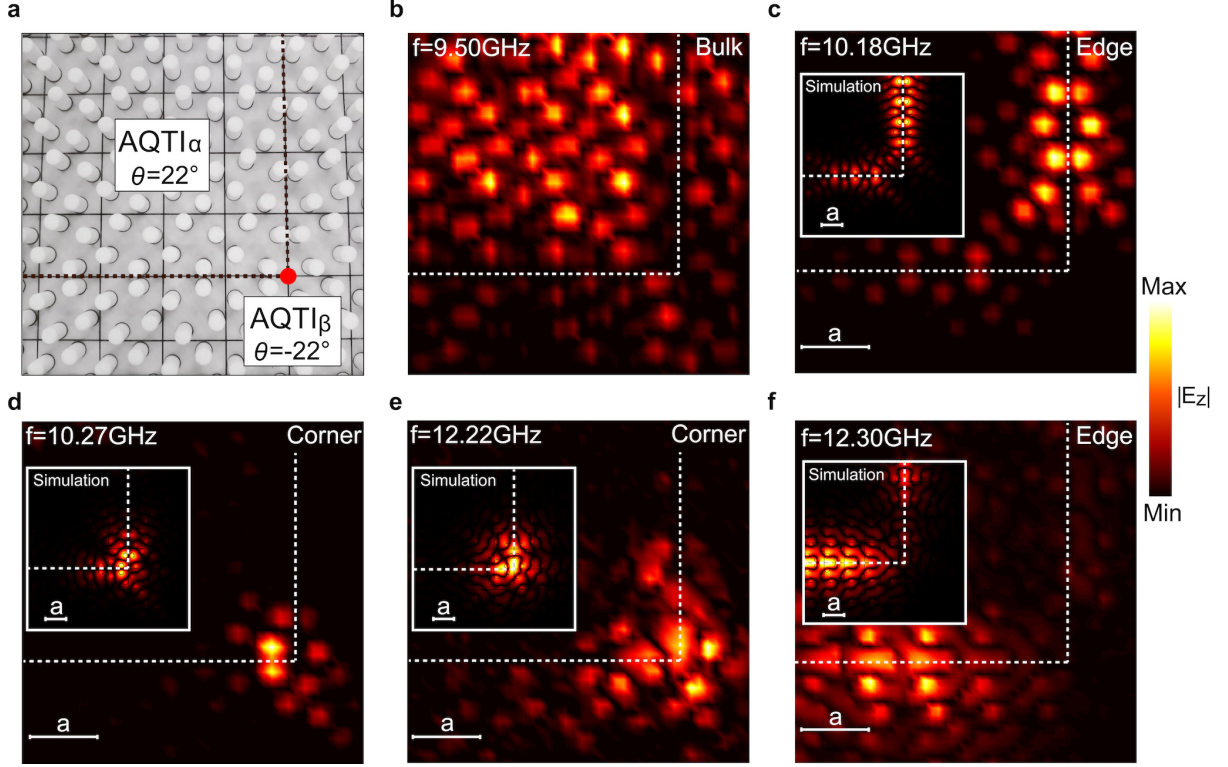 a
AQTIα
θ=22°
AQTIβ
θ=-22°
b
f=9.50GHz
Bulk
c
f=10.18GHz
Edge
Simulation
a
a
Max
|Ez|
Min
d
f=10.27GHz
Corner
Simulation
a
a
e
f=12.22GHz
Corner
Simulation
a
a
f
f=12.30GHz
Edge
Simulation
a
a